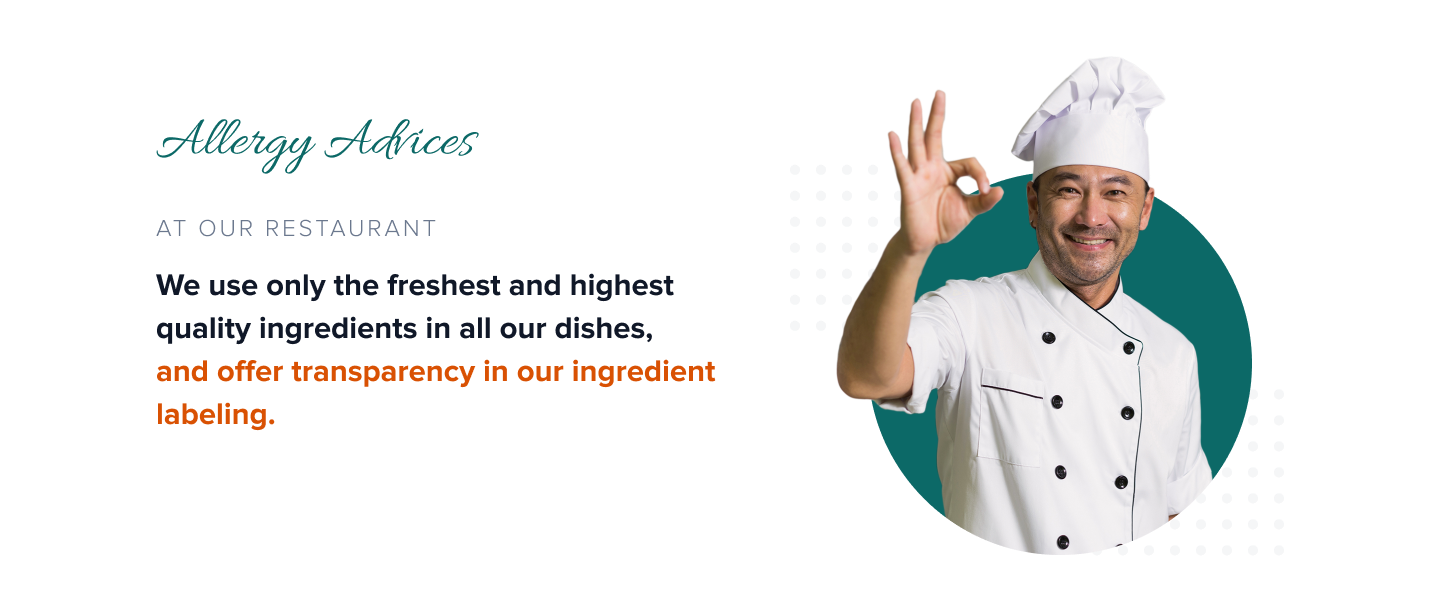 Allergy Advices
AT OUR RESTAURANT
We use only the freshest and highest
quality ingredients in all our dishes,
and offer transparency in our ingredient
labeling.